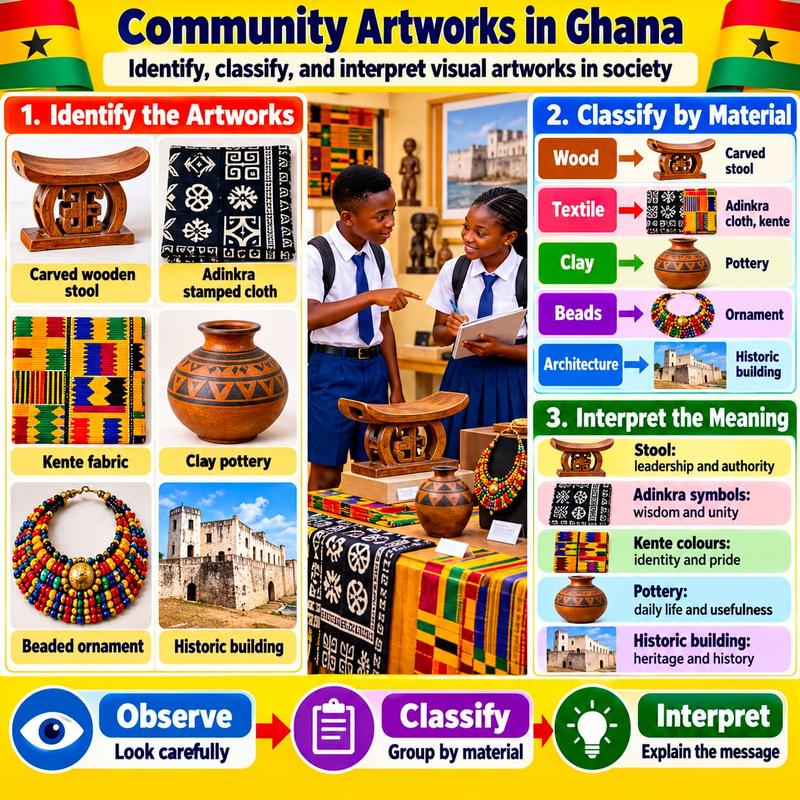 Community Artworks in Ghana
Identify, classify, and interpret visual artworks in society
1. Identify the Artworks
Carved wooden
stool
Adinkra
stamped cloth
Kente fabric
Clay pottery
Beaded ornament
Historic building
2. Classify by Material
Wood
Carved
stool
Textile
Adinkra
cloth, kente
Clay
Pottery
Beads
Ornament
Architecture
Historic
building
3. Interpret the Meaning
Stool:
leadership and authority
Adinkra symbols:
wisdom and unity
Kente colours:
identity and pride
Pottery:
daily life and usefulness
Historic building:
heritage and history
Observe
Look carefully
Classify
Group by material
Interpret
Explain the message